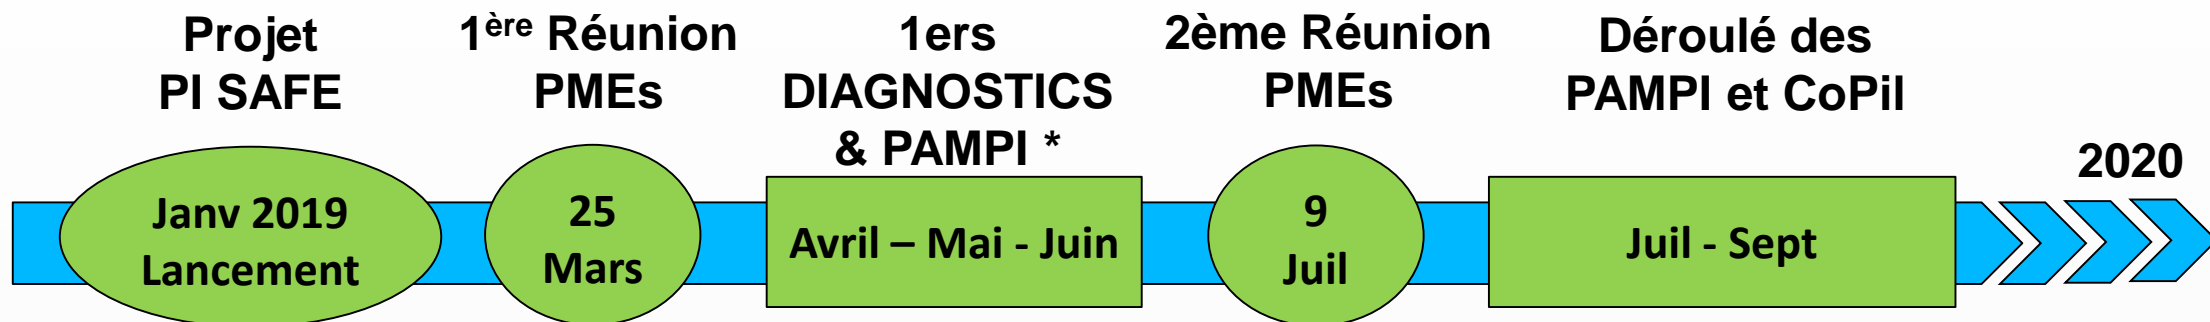 Projet
PI SAFE
1ère Réunion
PMEs
1ers
DIAGNOSTICS
& PAMPI *
2ème Réunion
PMEs
Déroulé des
PAMPI et CoPil
2020
Janv 2019
Lancement
25
Mars
Avril – Mai - Juin
9
Juil
Juil - Sept